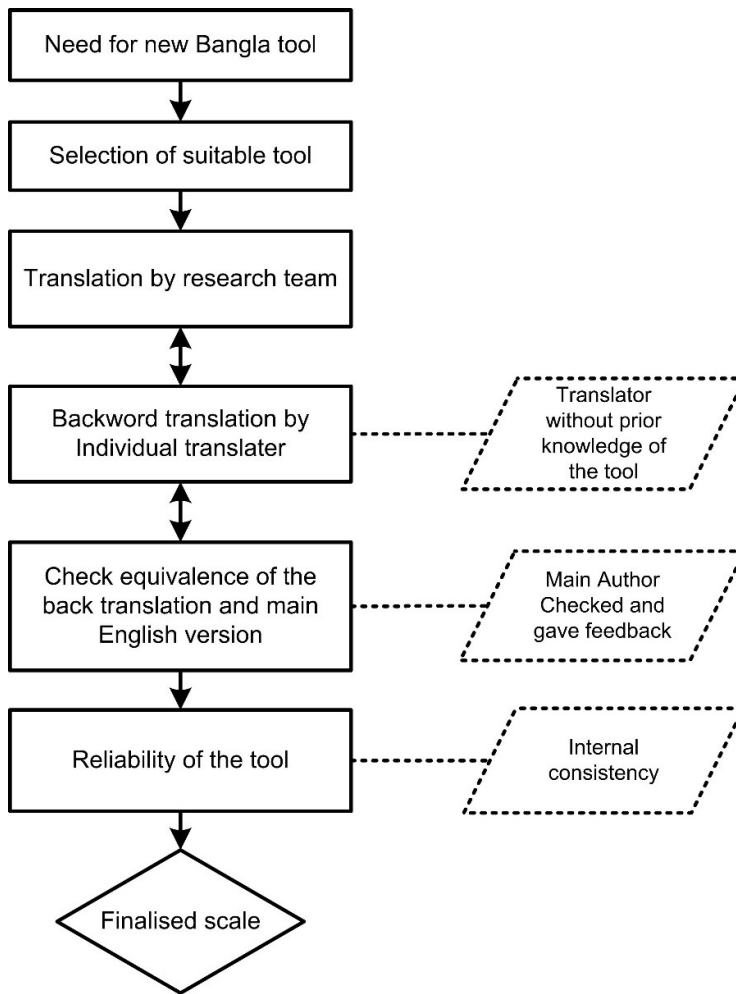 Need for new Bangla tool
Selection of suitable tool
Translation by research team
Backword translation by
Individual translater
Translator
without prior
knowledge of
the tool
Check equivalence of the
back translation and main
English version
Main Author
Checked and
gave feedback
Reliability of the tool
Internal
consistency
Finalised scale